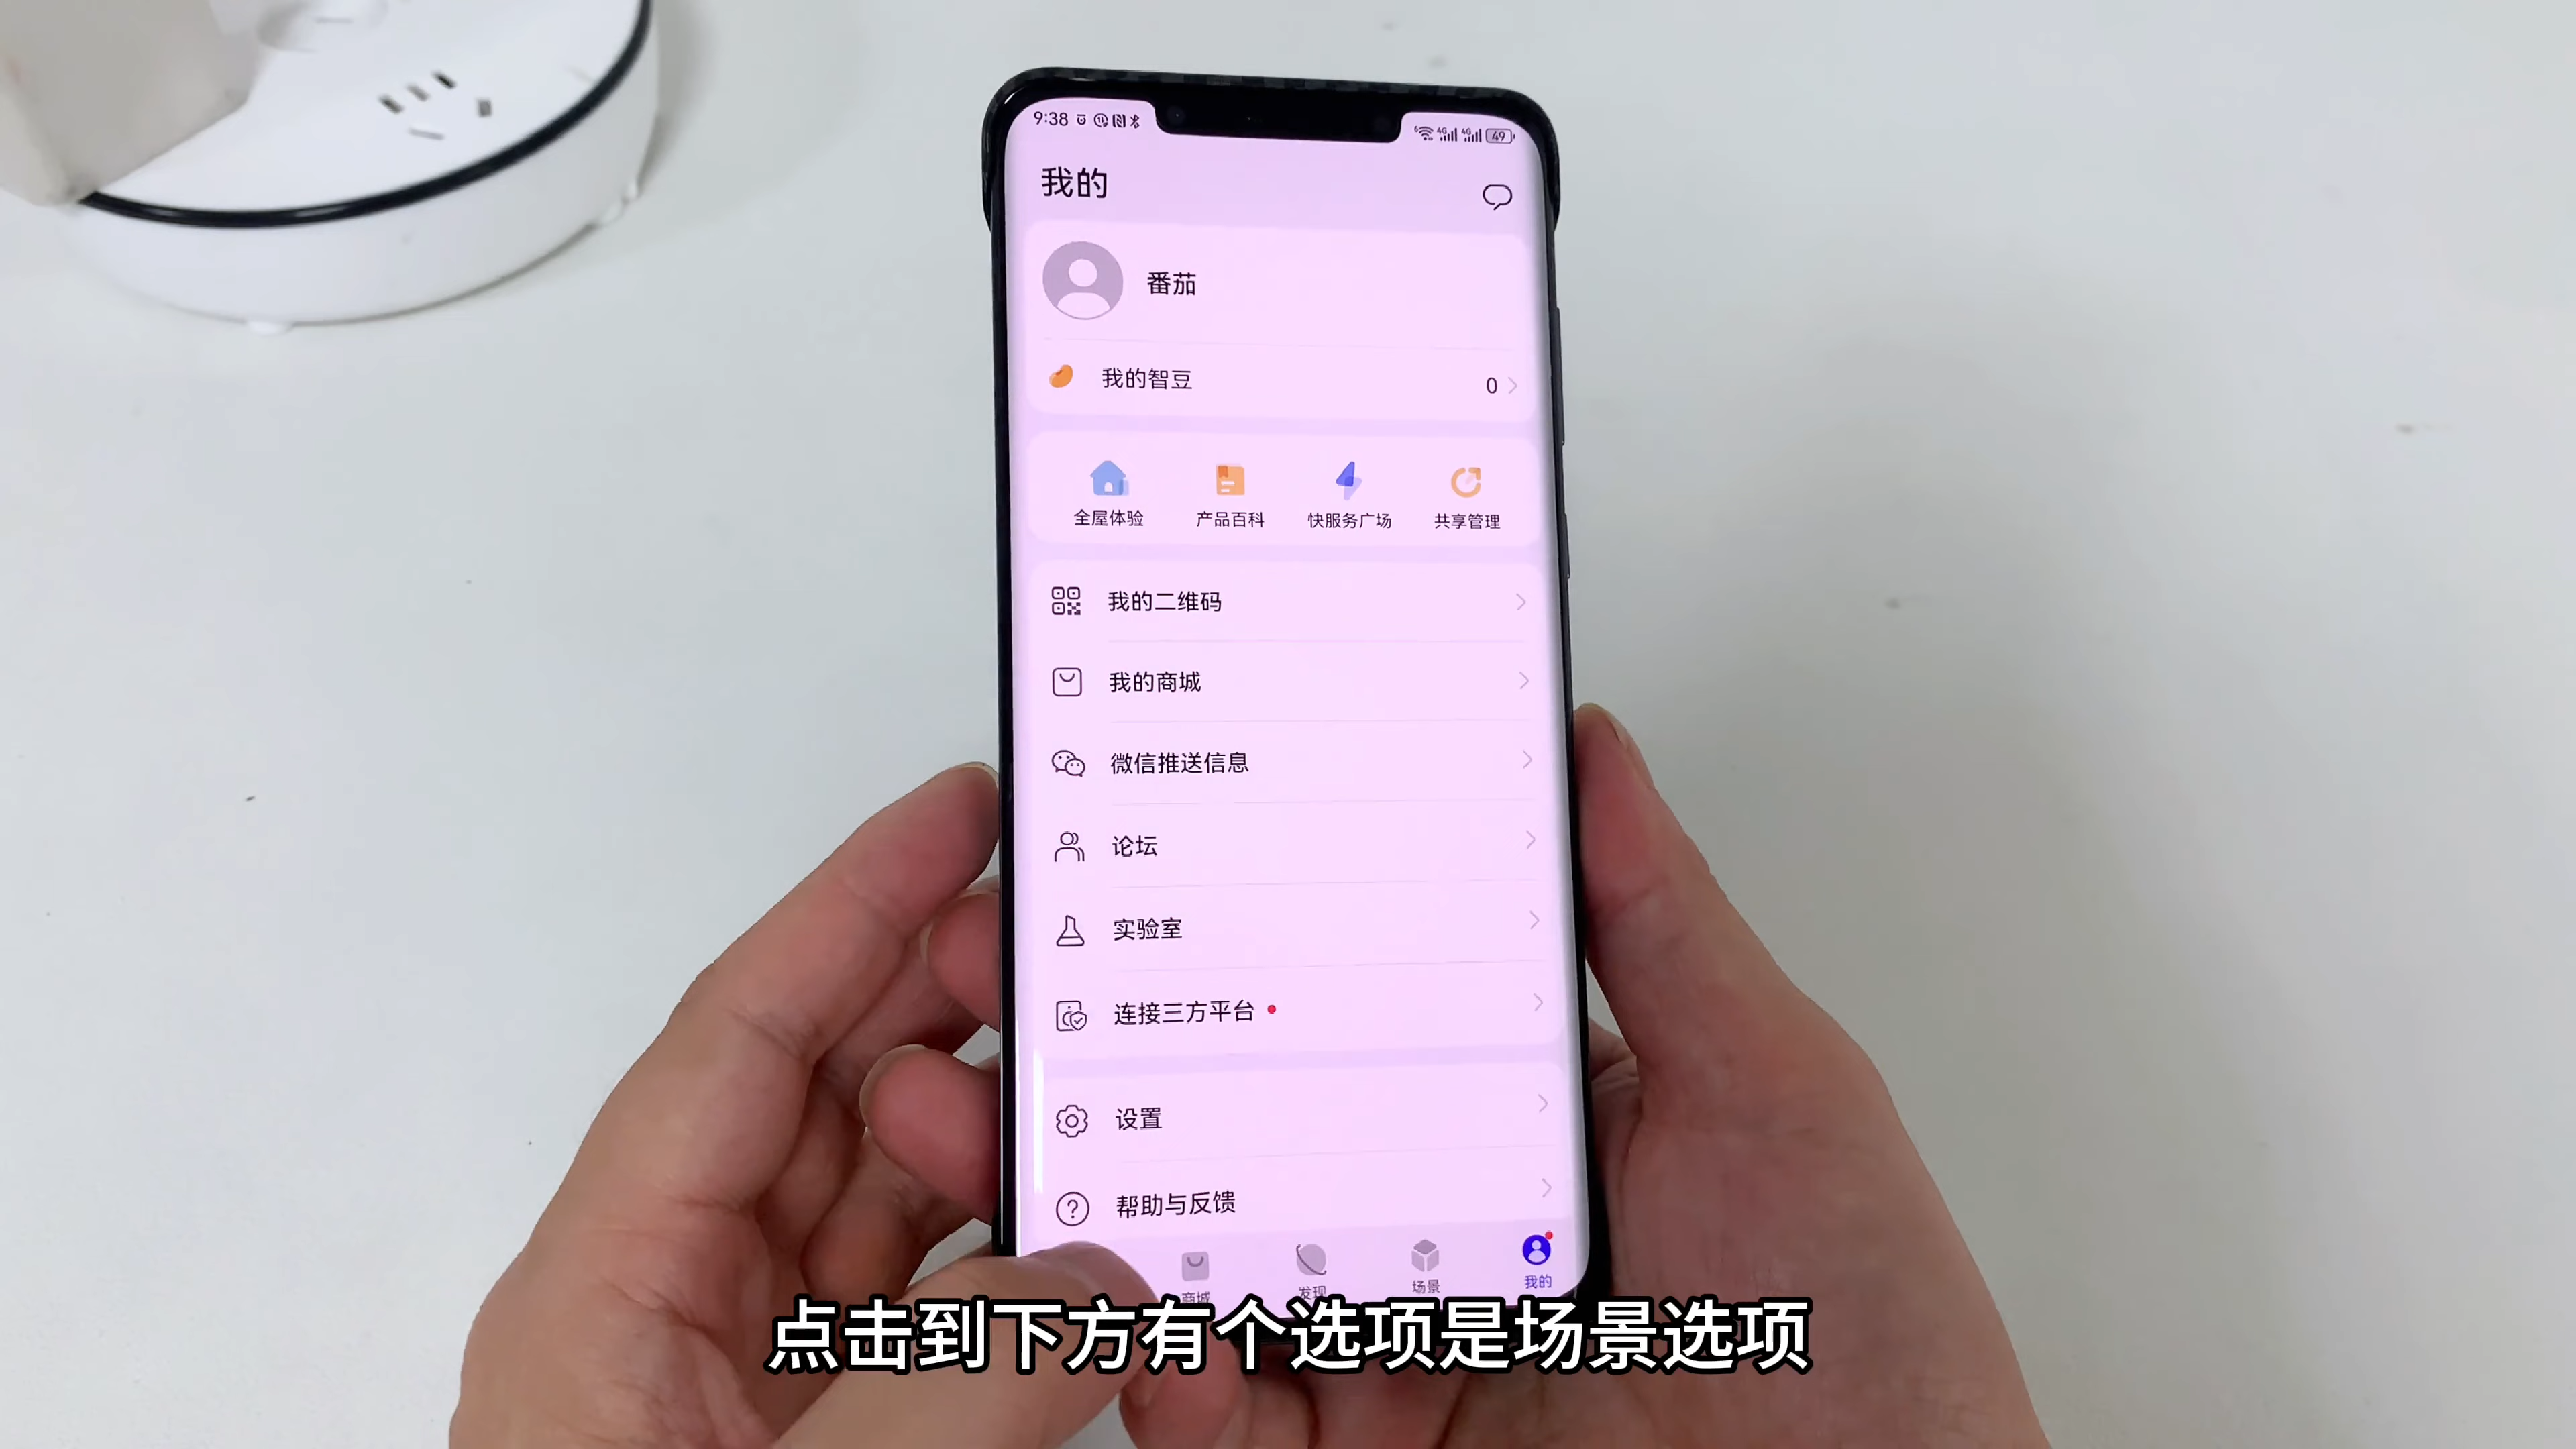 9:38
4G 4G 49
我的
番茄
我的智豆 0
全屋体验 产品百科 快服务广场 共享管理
我的二维码
我的商城
微信推送信息
论坛
实验室
连接三方平台
设置
帮助与反馈
商城 发现 场景 我的
点击到下方有个选项是场景选项